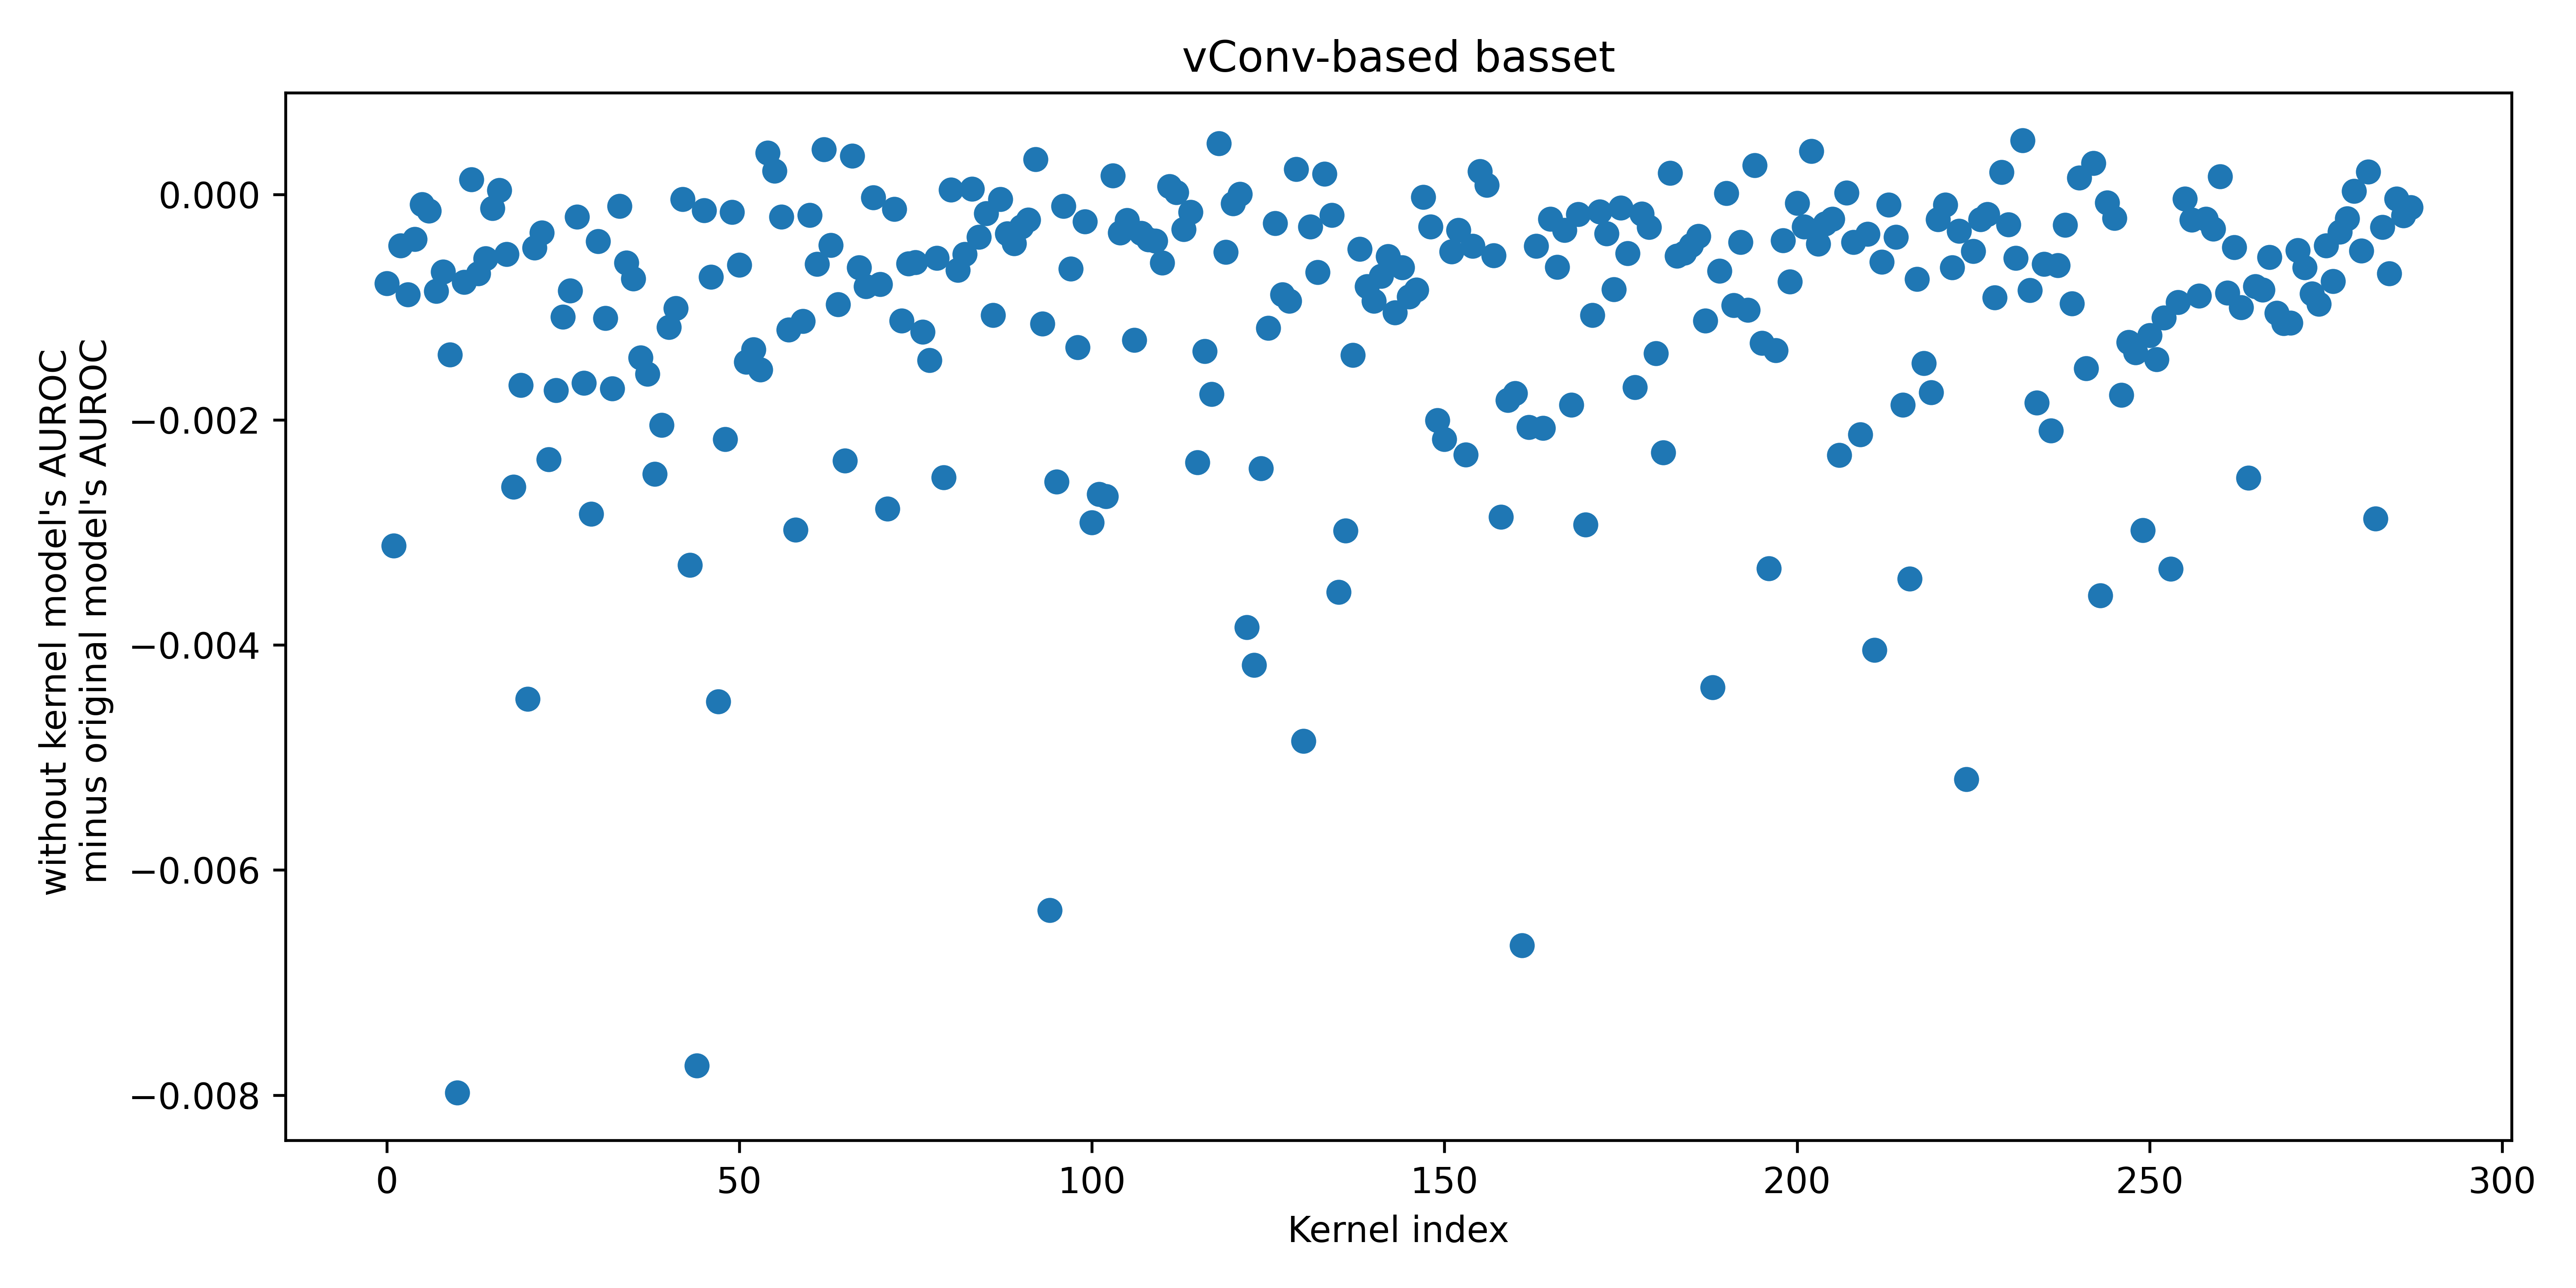 vConv-based basset
without kernel model's AUROC
minus original model's AUROC
0.000
−0.002
−0.004
−0.006
−0.008
0 50 100 150 200 250 300
Kernel index